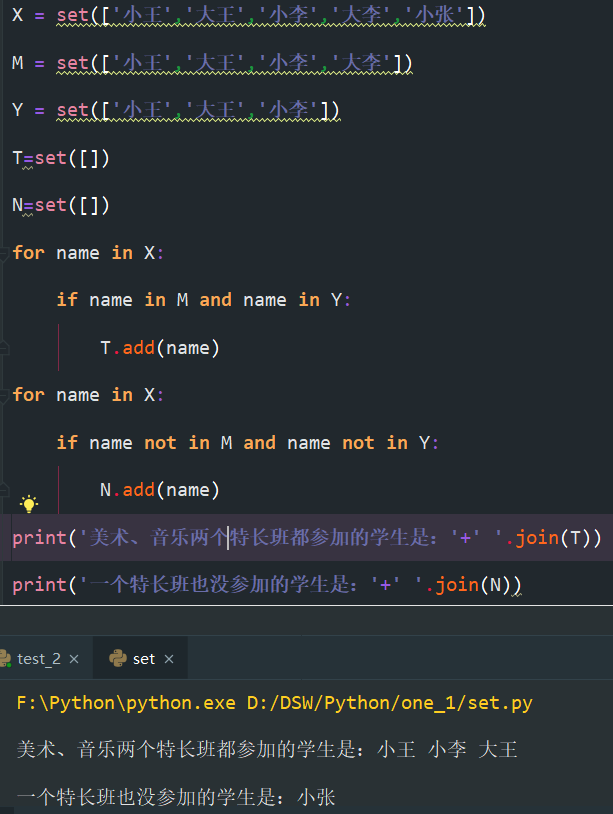 X = set(['小王','大王','小李','大李','小张'])
M = set(['小王','大王','小李','大李'])
Y = set(['小王','大王','小李'])
T=set([])
N=set([])
for name in X:
    if name in M and name in Y:
        T.add(name)
for name in X:
    if name not in M and name not in Y:
        N.add(name)
print('美术、音乐两个特长班都参加的学生是：'+' '.join(T))
print('一个特长班也没参加的学生是：'+' '.join(N))
test_2 × set ×
F:\Python\python.exe D:/DSW/Python/one_1/set.py
美术、音乐两个特长班都参加的学生是：小王 小李 大王
一个特长班也没参加的学生是：小张